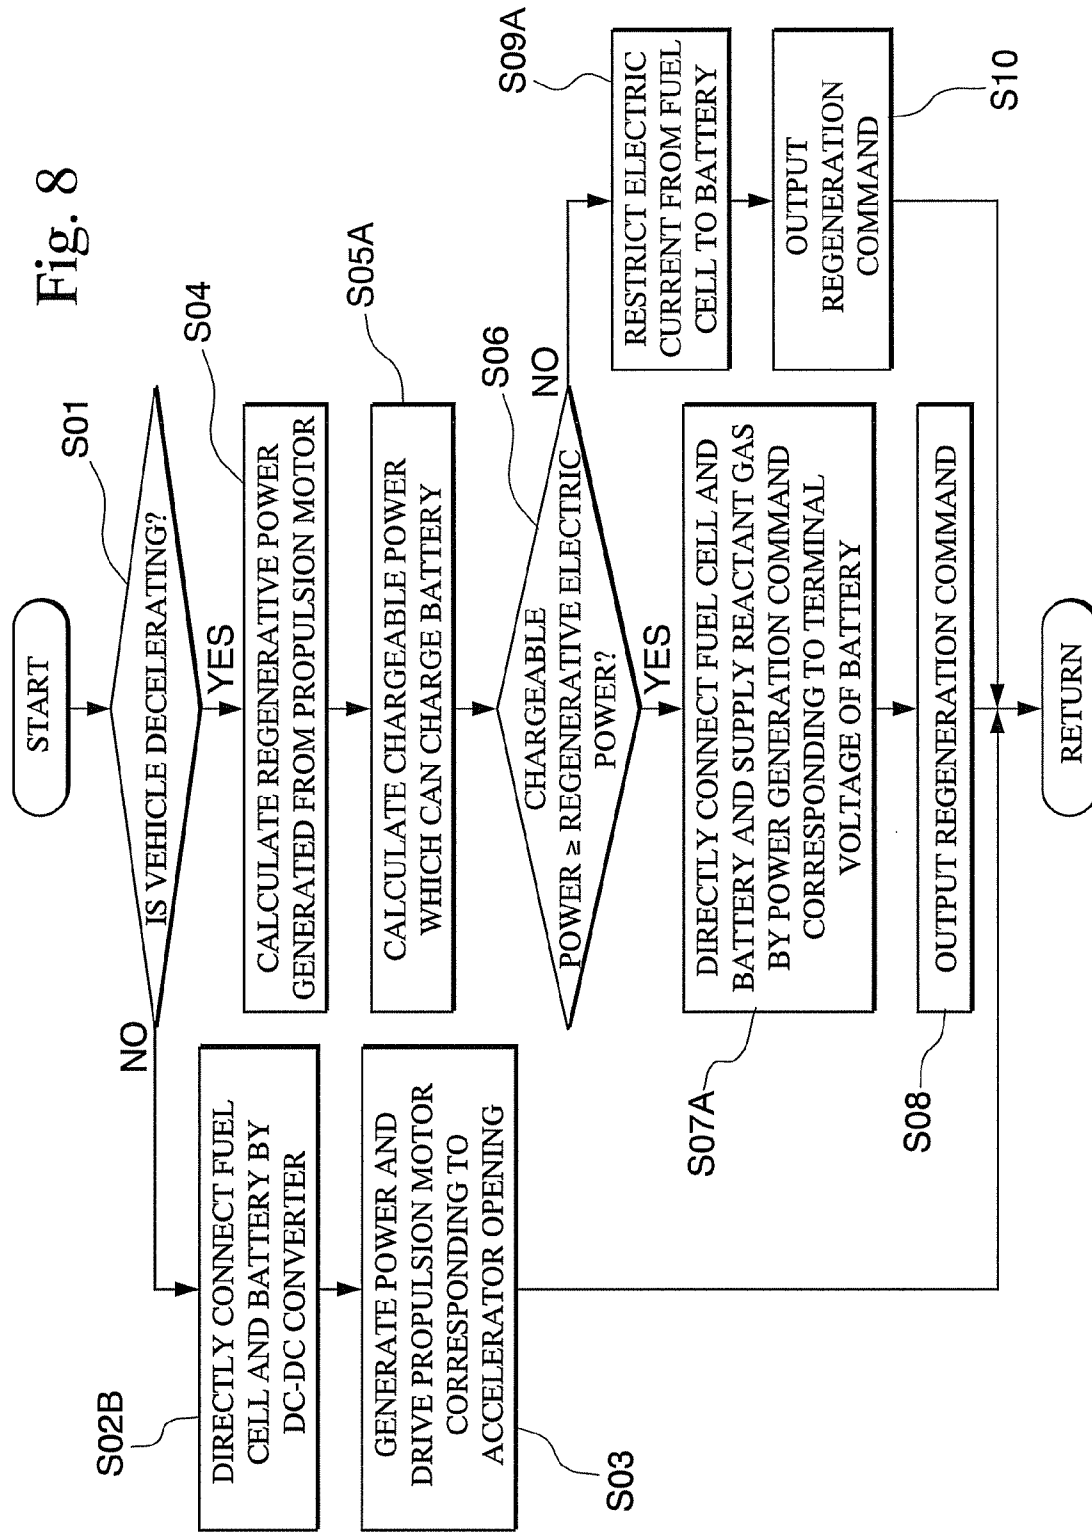 Fig. 8
START
S01
IS VEHICLE DECELERATING?
NO
YES
S02B
DIRECTLY CONNECT FUEL
CELL AND BATTERY BY
DC-DC CONVERTER
GENERATE POWER AND
DRIVE PROPULSION MOTOR
CORRESPONDING TO
ACCELERATOR OPENING
S03
S04
CALCULATE REGENERATIVE POWER
GENERATED FROM PROPULSION MOTOR
S05A
CALCULATE CHARGEABLE POWER
WHICH CAN CHARGE BATTERY
S06
CHARGEABLE
POWER ≥ REGENERATIVE ELECTRIC
POWER?
NO
YES
S07A
DIRECTLY CONNECT FUEL CELL AND
BATTERY AND SUPPLY REACTANT GAS
BY POWER GENERATION COMMAND
CORRESPONDING TO TERMINAL
VOLTAGE OF BATTERY
S08
OUTPUT REGENERATION COMMAND
S09A
RESTRICT ELECTRIC
CURRENT FROM FUEL
CELL TO BATTERY
OUTPUT
REGENERATION
COMMAND
S10
RETURN